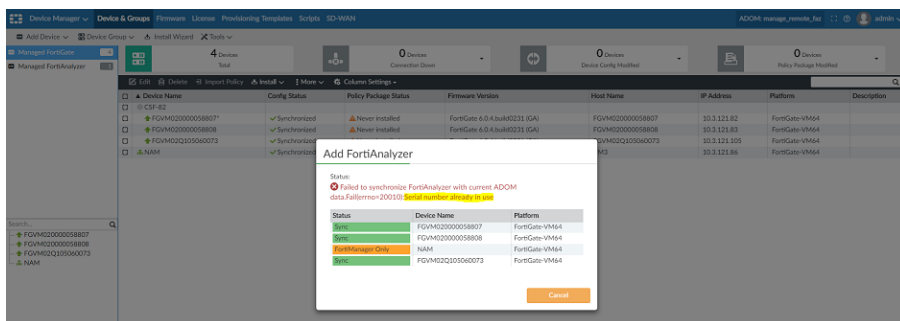 Device Manager Device & Groups Firmware License Provisioning Templates Scripts SD-WAN ADOM: manage_remote_faz admin
Add Device Device Group Install Wizard Tools
Managed FortiGate
Managed FortiAnalyzer
4 Devices
Total
0 Devices
Connection Down
0 Devices
Device Config Modified
0 Devices
Policy Package Modified
Edit Delete Import Policy Install More Column Settings
Device Name Config Status Policy Package Status Firmware Version Host Name IP Address Platform Description
CSF-82
FGVM020000058807* Synchronized Never installed FortiGate 6.0.4,build0231 (GA) FGVM020000058807 10.3.121.82 FortiGate-VM64
FGVM020000058808 Synchronized Never installed FortiGate 6.0.4,build0231 (GA) FGVM020000058808 10.3.121.83 FortiGate-VM64
FGVM02Q105060073 Synchronized GVM02Q105060073 10.3.121.105 FortiGate-VM64
NAM Synchronized M3 10.3.121.86 FortiGate-VM64
Add FortiAnalyzer
Status:
Failed to synchronize FortiAnalyzer with current ADOM
data.Fail(errno=20010):Serial number already in use
Status Device Name Platform
Sync FGVM020000058807 FortiGate-VM64
Sync FGVM020000058808 FortiGate-VM64
FortiManager Only NAM FortiGate-VM64
Sync FGVM02Q105060073 FortiGate-VM64
Cancel
Search...
FGVM020000058807
FGVM020000058808
FGVM02Q105060073
NAM